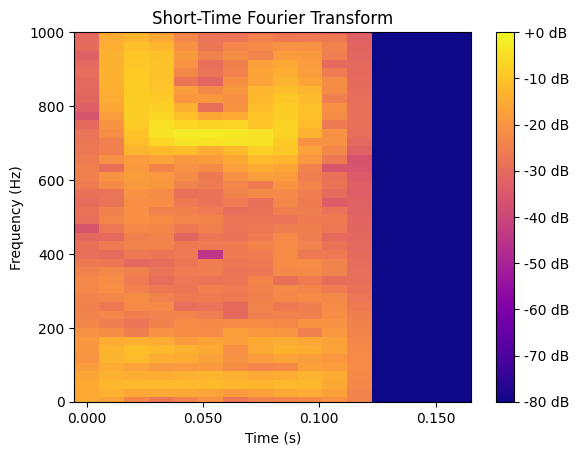 Short-Time Fourier Transform
1000
800
600
400
200
0
Frequency (Hz)
0.000
0.050
0.100
0.150
Time (s)
+0 dB
-10 dB
-20 dB
-30 dB
-40 dB
-50 dB
-60 dB
-70 dB
-80 dB